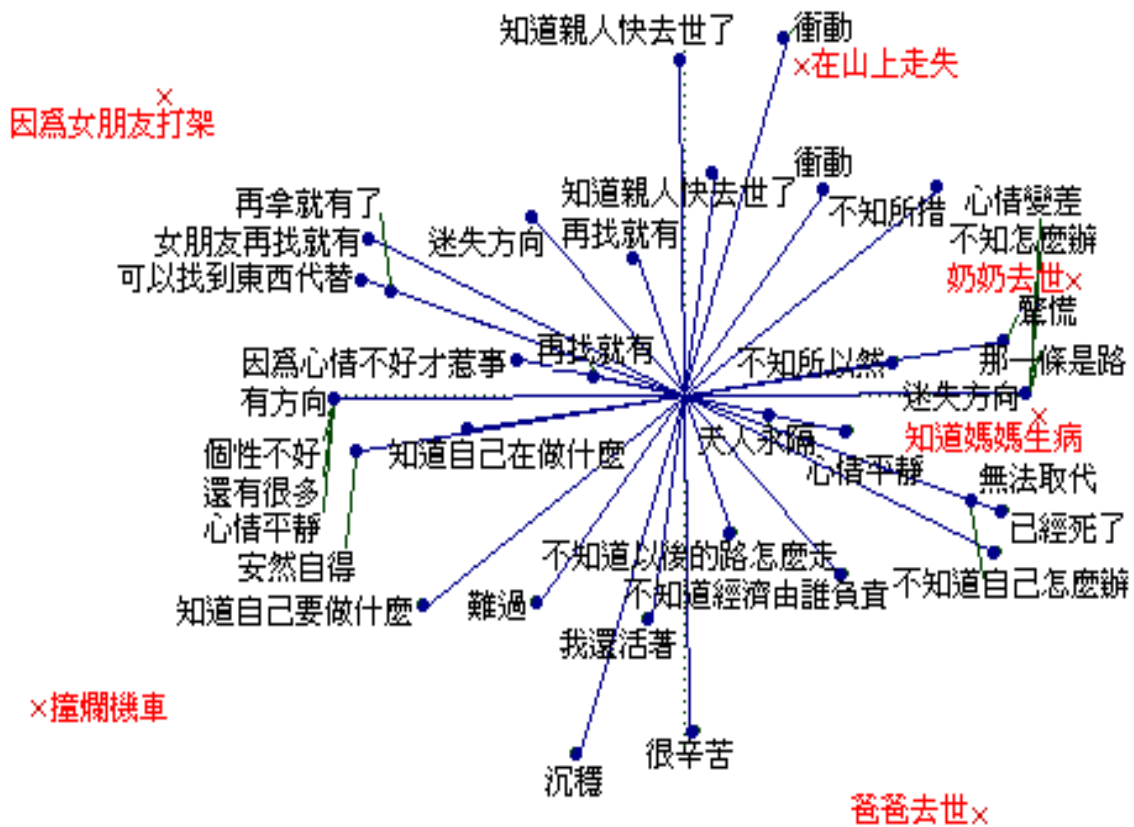 知道親人快去世了
衝動
×在山上走失
×
因爲女朋友打架
衝動
知道親人快去世了
不知所措
心情變差
再拿就有了
女朋友再找就有
迷失方向
再找就有
不知怎麼辦
可以找到東西代替
奶奶去世×
驚慌
因爲心情不好才惹事
再找就有
不知所以然
那一條是路
有方向
迷失方向
×
知道媽媽生病
天人永隔
個性不好
知道自己在做什麼
心情平靜
還有很多
無法取代
心情平靜
已經死了
安然自得
不知道以後的路怎麼走
不知道自己怎麼辦
知道自己要做什麼
難過
不知道經濟由誰負責
我還活著
×撞爛機車
很辛苦
沉穩
爸爸去世×